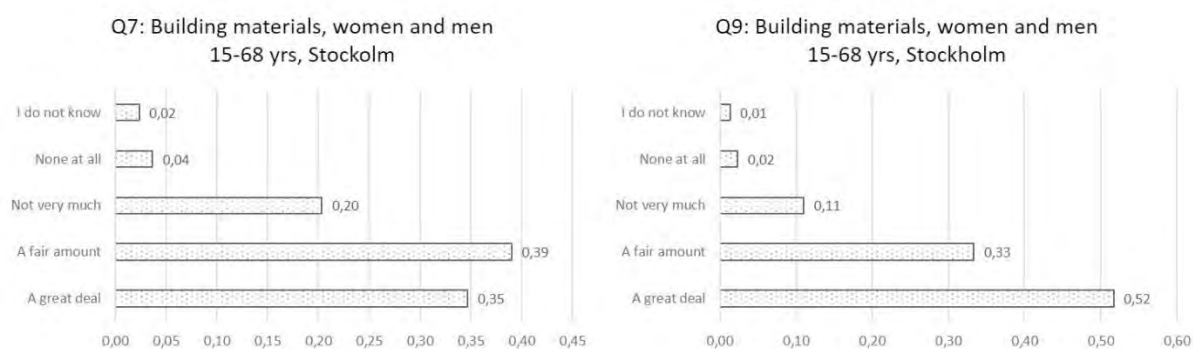 Q7: Building materials, women and men
15-68 yrs, Stockolm
I do not know
0,02
None at all
0,04
Not very much
0,20
A fair amount
0,39
A great deal
0,35
0,00 0,05 0,10 0,15 0,20 0,25 0,30 0,35 0,40 0,45
Q9: Building materials, women and men
15-68 yrs, Stockholm
I do not know
0,01
None at all
0,02
Not very much
0,11
A fair amount
0,33
A great deal
0,52
0,00 0,10 0,20 0,30 0,40 0,50 0,60